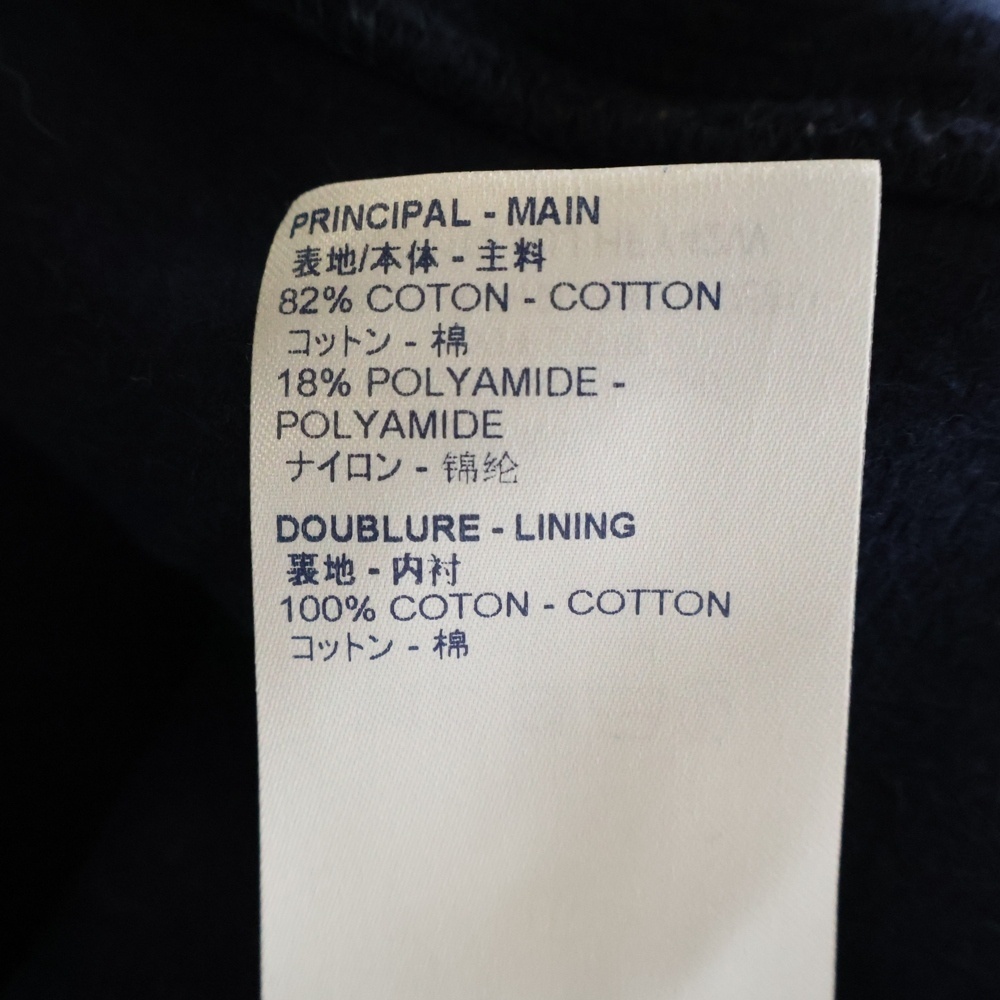 PRINCIPAL - MAIN
表地/本体 - 主料
82% COTON - COTTON
コットン - 棉
18% POLYAMIDE -
POLYAMIDE
ナイロン - 锦纶
DOUBLURE - LINING
裏地 - 内衬
100% COTON - COTTON
コットン - 棉